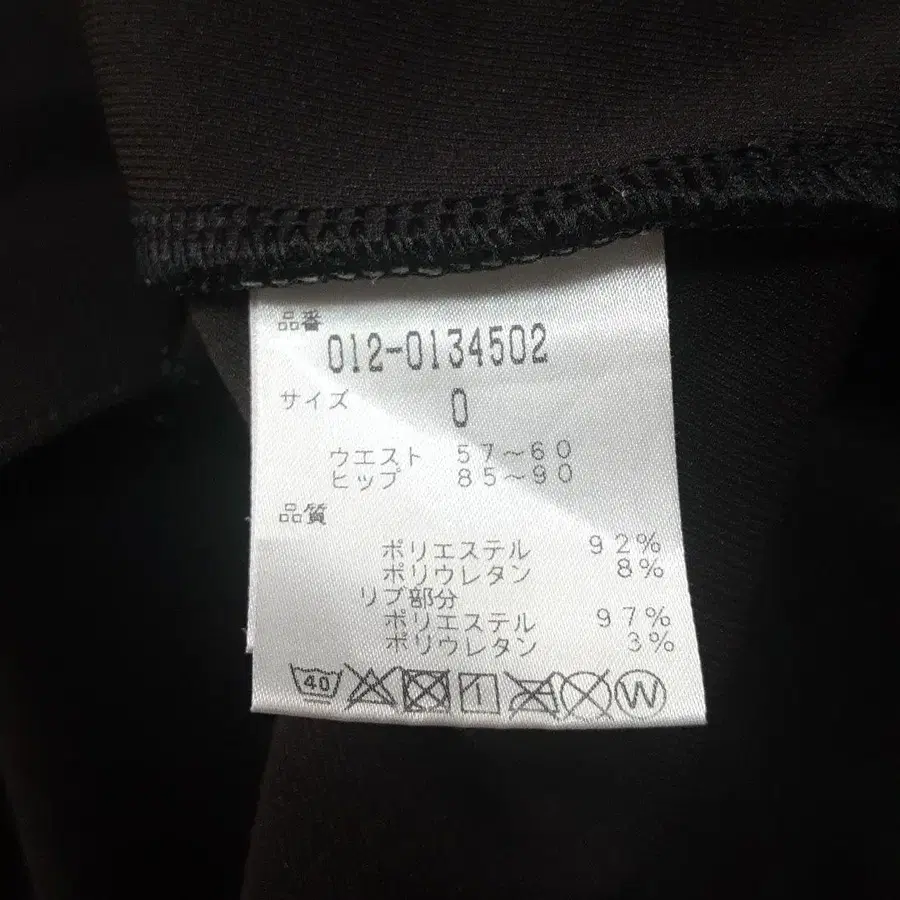 品番
012-0134502
サイズ 0
ウエスト 57～60
ヒップ 85～90
品質
ポリエステル 92%
ポリウレタン 8%
リブ部分
ポリエステル 97%
ポリウレタン 3%
40 W